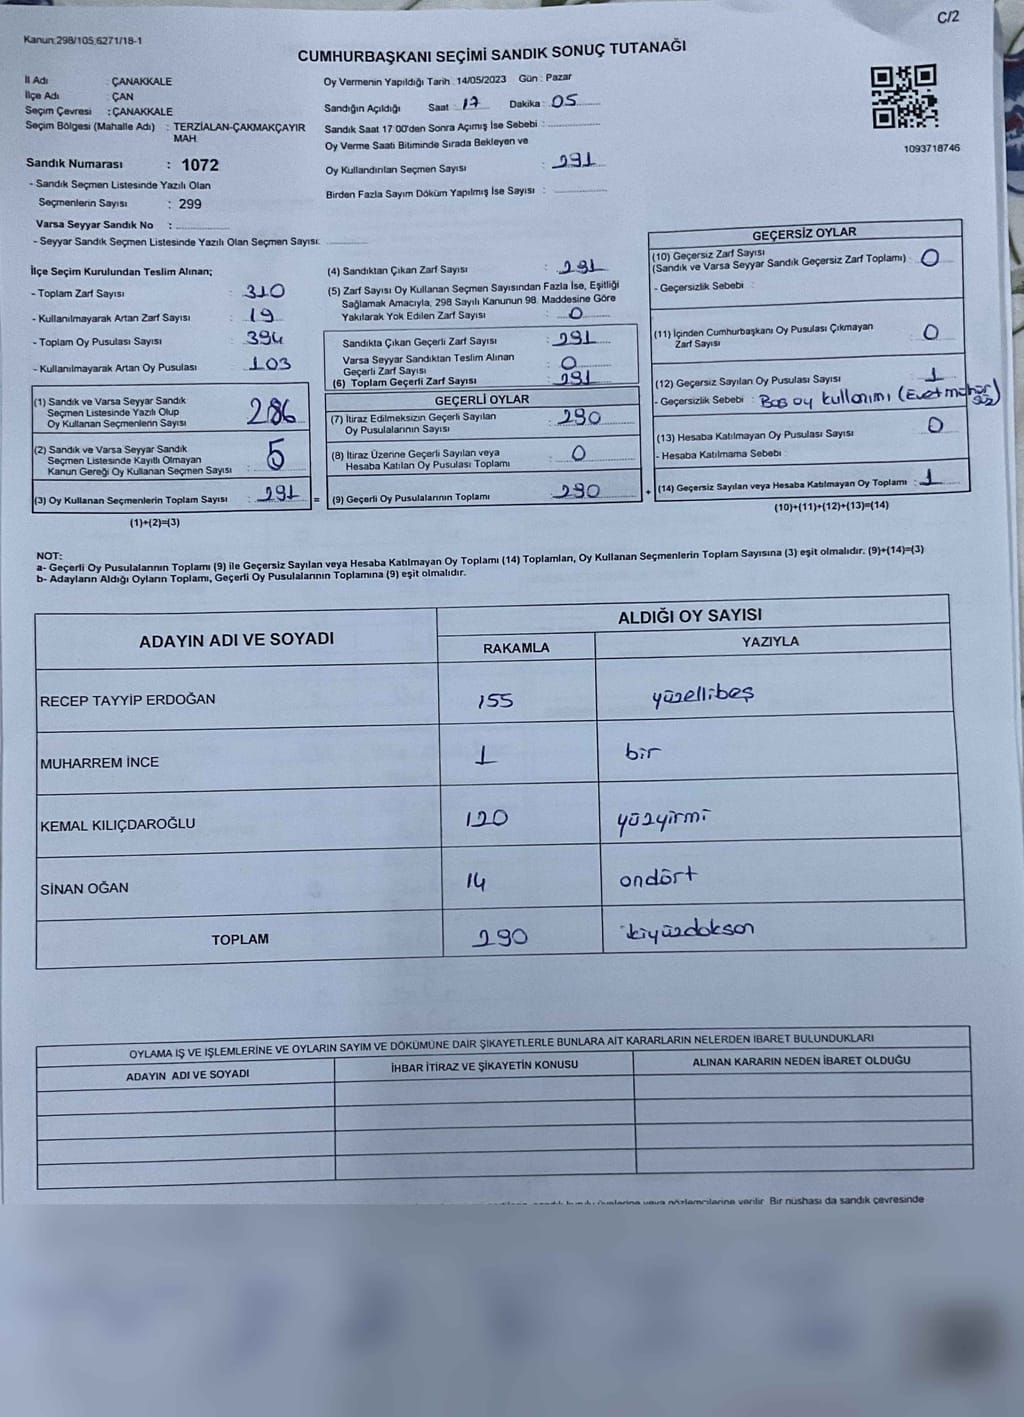 C/2
Kanun:298/105;6271/18-1
CUMHURBAŞKANI SEÇİMİ SANDIK SONUÇ TUTANAĞI
İl Adı : ÇANAKKALE
İlçe Adı : ÇAN
Seçim Çevresi : ÇANAKKALE
Seçim Bölgesi (Mahalle Adı) : TERZİALAN-ÇAKMAKÇAYIR MAH.
Sandık Numarası : 1072
- Sandık Seçmen Listesinde Yazılı Olan
Seçmenlerin Sayısı : 299
Varsa Seyyar Sandık No :
- Seyyar Sandık Seçmen Listesinde Yazılı Olan Seçmen Sayısı:
Oy Vermenin Yapıldığı Tarih : 14/05/2023 Gün : Pazar
Sandığın Açıldığı Saat : 17 Dakika : 05
Sandık Saat 17:00'den Sonra Açımış İse Sebebi :
Oy Verme Saati Bitiminde Sırada Bekleyen ve
Oy Kullandırılan Seçmen Sayısı : 291
Birden Fazla Sayım Döküm Yapılmış İse Sayısı :
1093718746
İlçe Seçim Kurulundan Teslim Alınan;
- Toplam Zarf Sayısı : 310
- Kullanılmayarak Artan Zarf Sayısı : 19
- Toplam Oy Pusulası Sayısı : 394
- Kullanılmayarak Artan Oy Pusulası : 103
(1) Sandık ve Varsa Seyyar Sandık
Seçmen Listesinde Yazılı Olup
Oy Kullanan Seçmenlerin Sayısı : 286
(2) Sandık ve Varsa Seyyar Sandık
Seçmen Listesinde Kayıtlı Olmayan
Kanun Gereği Oy Kullanan Seçmen Sayısı : 5
(3) Oy Kullanan Seçmenlerin Toplam Sayısı : 291 =
(1)+(2)=(3)
(4) Sandıktan Çıkan Zarf Sayısı : 291
(5) Zarf Sayısı Oy Kullanan Seçmen Sayısından Fazla İse, Eşitliği
Sağlamak Amacıyla; 298 Sayılı Kanunun 98. Maddesine Göre
Yakılarak Yok Edilen Zarf Sayısı : 0
Sandıkta Çıkan Geçerli Zarf Sayısı : 291
Varsa Seyyar Sandıktan Teslim Alınan
Geçerli Zarf Sayısı : 0
(6) Toplam Geçerli Zarf Sayısı : 291
GEÇERLİ OYLAR
(7) İtiraz Edilmeksizin Geçerli Sayılan
Oy Pusulalarının Sayısı : 290
(8) İtiraz Üzerine Geçerli Sayılan veya
Hesaba Katılan Oy Pusulası Toplamı : 0
(9) Geçerli Oy Pusulalarının Toplamı : 290 +
GEÇERSİZ OYLAR
(10) Geçersiz Zarf Sayısı
(Sandık ve Varsa Seyyar Sandık Geçersiz Zarf Toplamı) : 0
- Geçersizlik Sebebi :
(11) İçinden Cumhurbaşkanı Oy Pusulası Çıkmayan
Zarf Sayısı 0
(12) Geçersiz Sayılan Oy Pusulası Sayısı : 1
- Geçersizlik Sebebi : Boş oy kullanımı (Evet mühür süz)
(13) Hesaba Katılmayan Oy Pusulası Sayısı : 0
- Hesaba Katılmama Sebebi
(14) Geçersiz Sayılan veya Hesaba Katılmayan Oy Toplamı : 1
(10)+(11)+(12)+(13)=(14)
NOT:
a- Geçerli Oy Pusulalarının Toplamı (9) ile Geçersiz Sayılan veya Hesaba Katılmayan Oy Toplamı (14) Toplamları, Oy Kullanan Seçmenlerin Toplam Sayısına (3) eşit olmalıdır. (9)+(14)=(3)
b- Adayların Aldığı Oyların Toplamı, Geçerli Oy Pusulalarının Toplamına (9) eşit olmalıdır.
ADAYIN ADI VE SOYADI ALDIĞI OY SAYISI
RAKAMLA YAZIYLA
RECEP TAYYİP ERDOĞAN 155 yüzellibeş
MUHARREM İNCE 1 bir
KEMAL KILIÇDAROĞLU 120 yüzyirmi
SİNAN OĞAN 14 ondört
TOPLAM 290 ikiyüzdoksan
OYLAMA İŞ VE İŞLEMLERİNE VE OYLARIN SAYIM VE DÖKÜMÜNE DAİR ŞİKAYETLERLE BUNLARA AİT KARARLARIN NELERDEN İBARET BULUNDUKLARI
ADAYIN ADI VE SOYADI İHBAR İTİRAZ VE ŞİKAYETİN KONUSU ALINAN KARARIN NEDEN İBARET OLDUĞU
veya gözlemcilerine verilir. Bir nüshası da sandık çevresinde